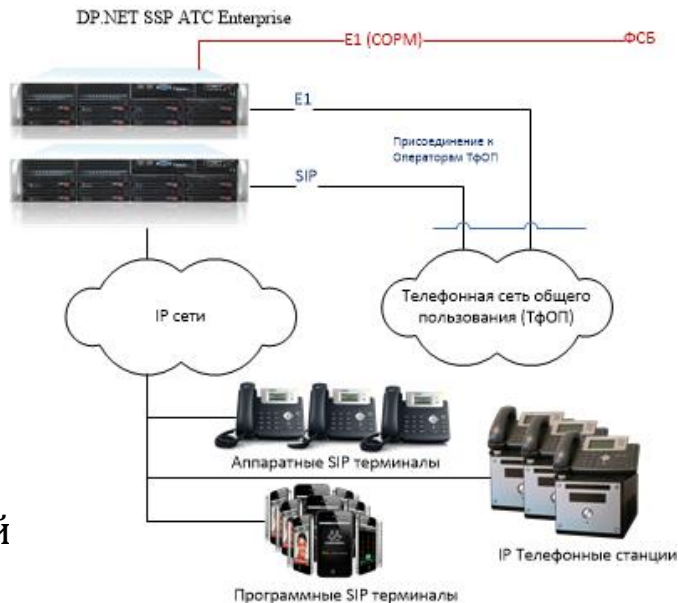 DP.NET SSP ATC Enterprise
E1 (СОРМ)
ФСБ
E1
Присоединение к
Операторам ТфОП
SIP
IP сети
Телефонная сеть общего
пользования (ТфОП)
Аппаратные SIP терминалы
й
IP Телефонные станции
Программные SIP терминалы